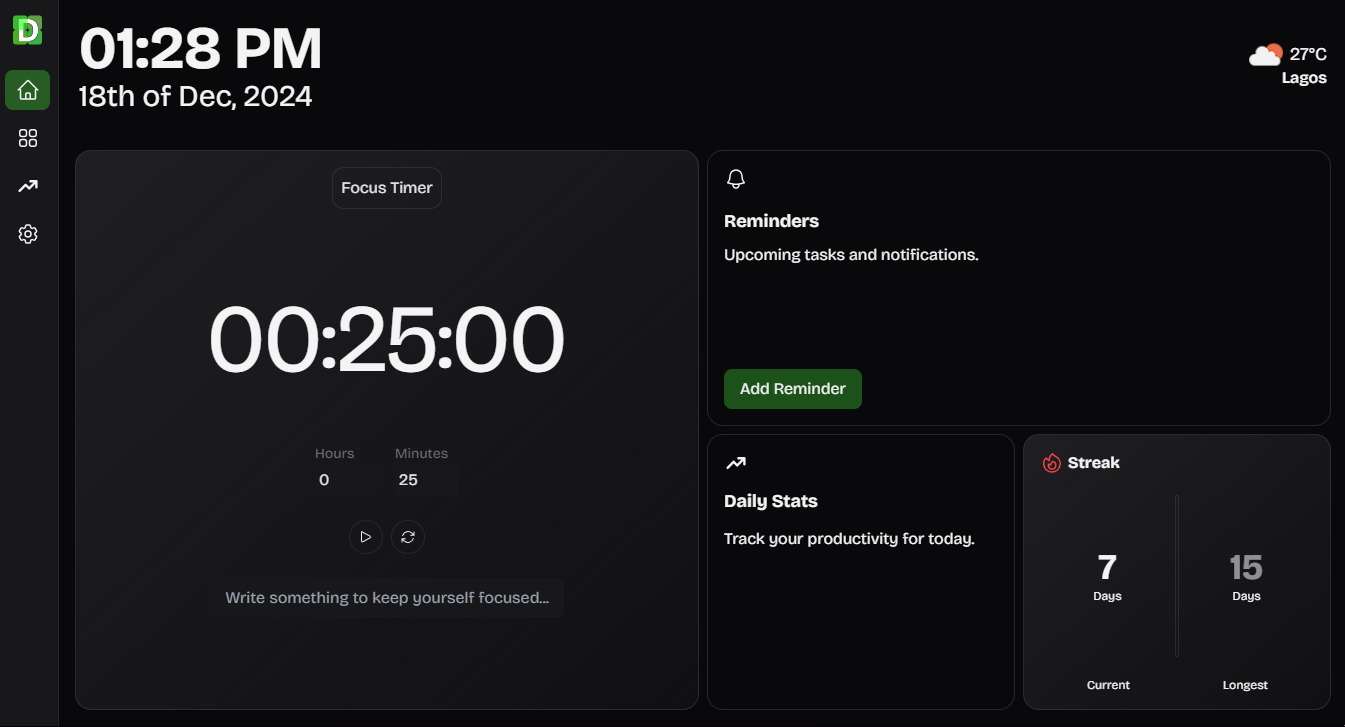 D
01:28 PM
18th of Dec, 2024
27°C
Lagos
Focus Timer
00:25:00
Hours
Minutes
0
25
Write something to keep yourself focused...
Reminders
Upcoming tasks and notifications.
Add Reminder
Daily Stats
Track your productivity for today.
Streak
7
Days
Current
15
Days
Longest